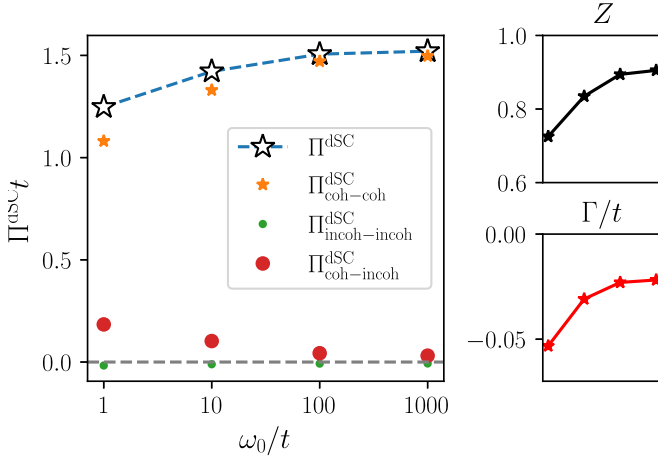 1.5
1.0
0.5
0.0
Π^dSC t
1
10
100
1000
ω₀/t
Π^dSC
Π^dSC_coh−coh
Π^dSC_incoh−incoh
Π^dSC_coh−incoh
Z
1.0
0.8
0.6
Γ/t
0.00
−0.05